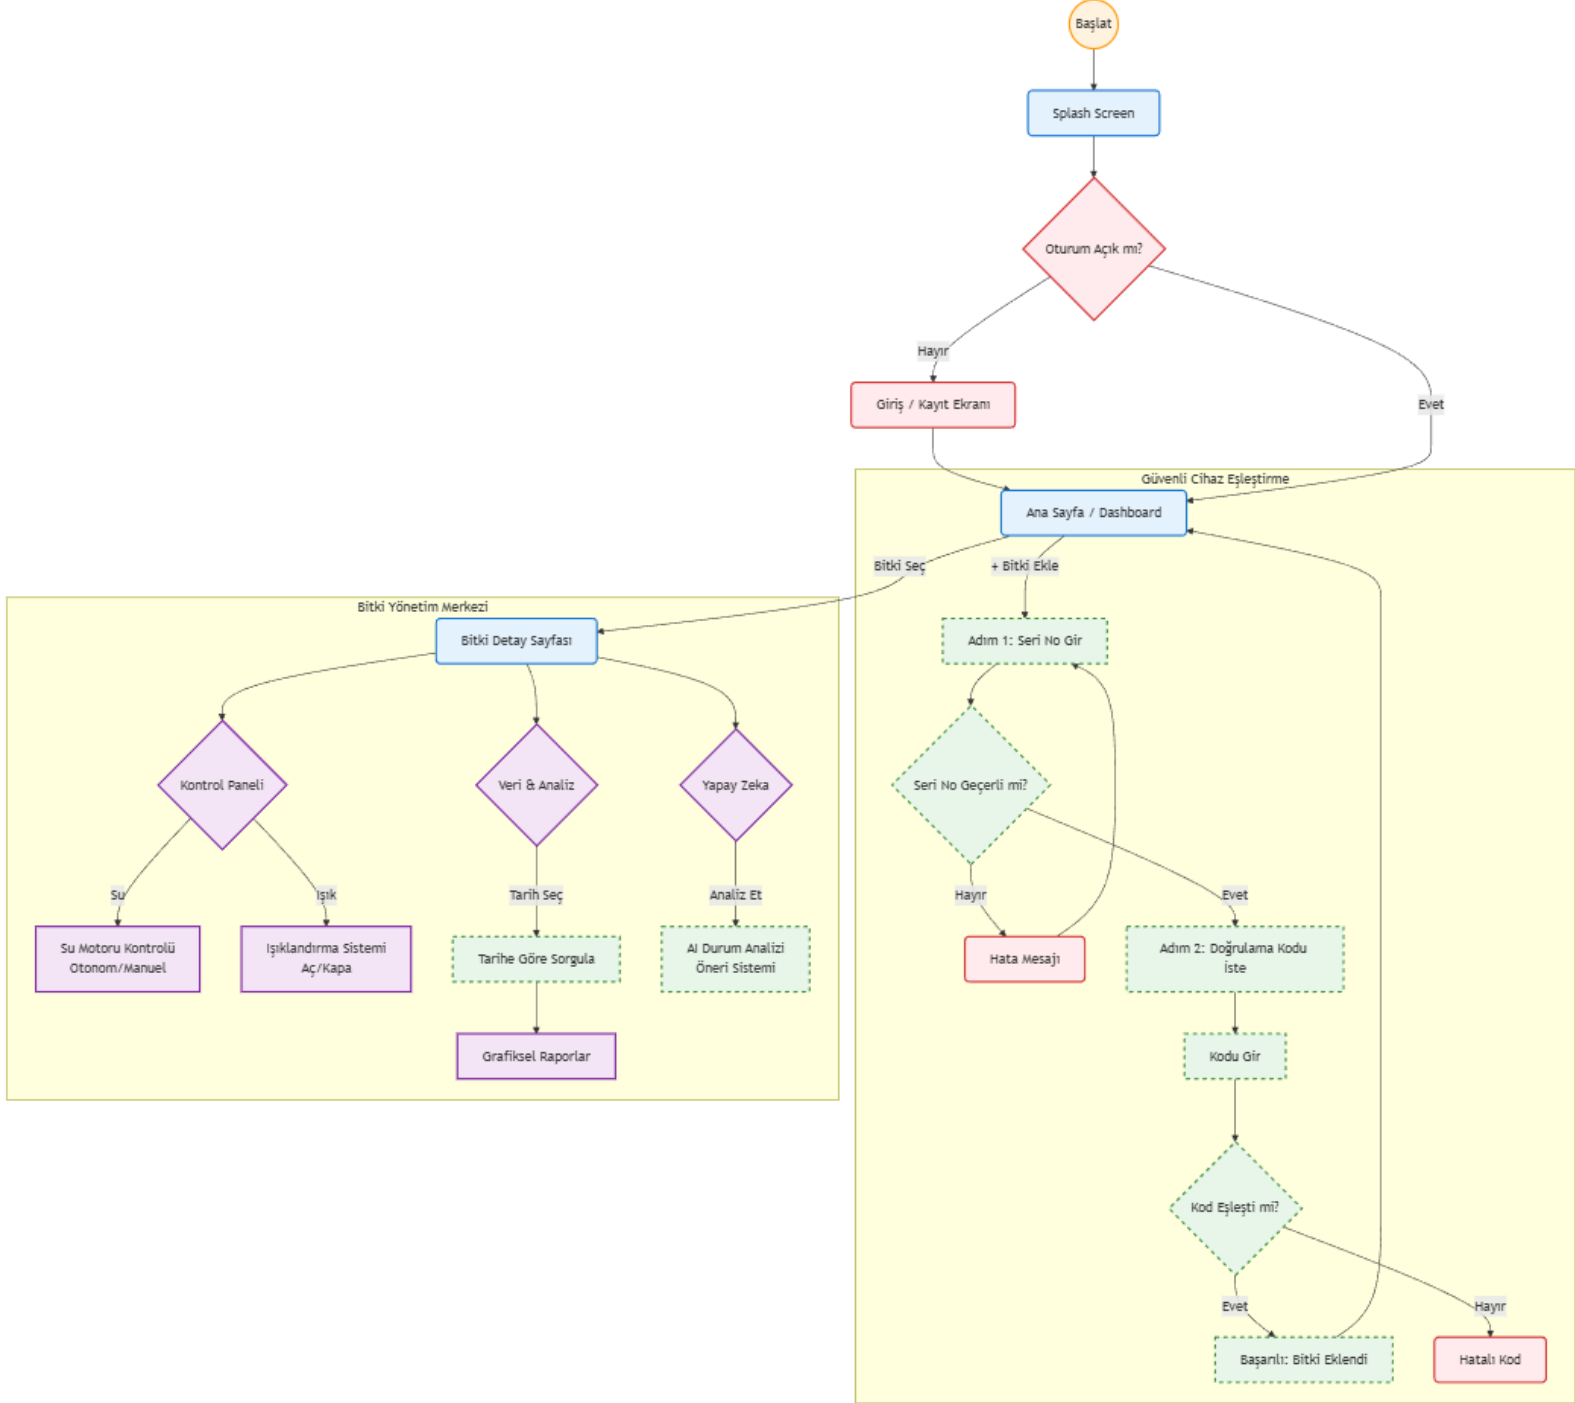 Başlat
Splash Screen
Oturum Açık mı?
Hayır
Evet
Giriş / Kayıt Ekranı
Güvenli Cihaz Eşleştirme
Ana Sayfa / Dashboard
Bitki Seç
+ Bitki Ekle
Bitki Yönetim Merkezi
Bitki Detay Sayfası
Adım 1: Seri No Gir
Kontrol Paneli
Veri & Analiz
Yapay Zeka
Seri No Geçerli mi?
Su
Işık
Tarih Seç
Analiz Et
Hayır
Evet
Su Motoru Kontrolü
Otonom/Manuel
Işıklandırma Sistemi
Aç/Kapa
Tarihe Göre Sorgula
AI Durum Analizi
Öneri Sistemi
Hata Mesajı
Adım 2: Doğrulama Kodu
İste
Grafiksel Raporlar
Kodu Gir
Kod Eşleşti mi?
Evet
Hayır
Başarılı: Bitki Eklendi
Hatalı Kod